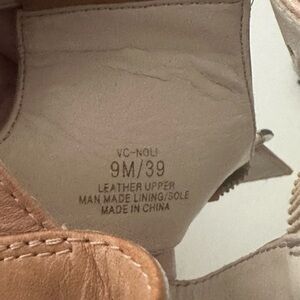 VC-NOLI
9M/39
LEATHER UPPER
MAN MADE LINING/SOLE
MADE IN CHINA